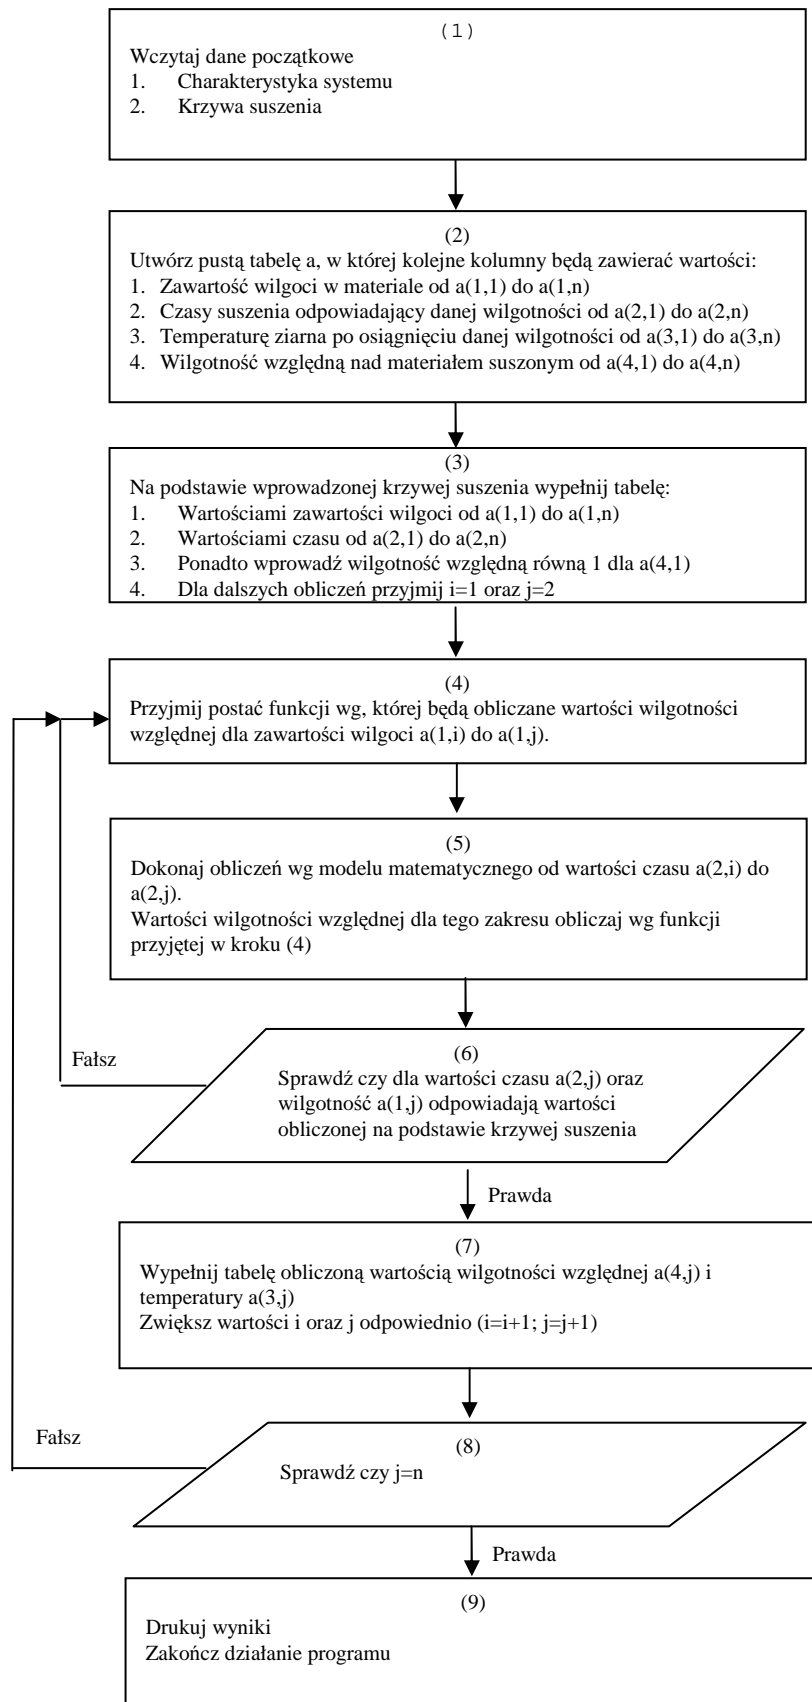 (1)
Wczytaj dane początkowe
1. Charakterystyka systemu
2. Krzywa suszenia
(2)
Utwórz pustą tabelę a, w której kolejne kolumny będą zawierać wartości:
1. Zawartość wilgoci w materiale od a(1,1) do a(1,n)
2. Czasy suszenia odpowiadający danej wilgotności od a(2,1) do a(2,n)
3. Temperaturę ziarna po osiągnięciu danej wilgotności od a(3,1) do a(3,n)
4. Wilgotność względną nad materiałem suszonym od a(4,1) do a(4,n)
(3)
Na podstawie wprowadzonej krzywej suszenia wypełnij tabelę:
1. Wartościami zawartości wilgoci od a(1,1) do a(1,n)
2. Wartościami czasu od a(2,1) do a(2,n)
3. Ponadto wprowadź wilgotność względną równą 1 dla a(4,1)
4. Dla dalszych obliczeń przyjmij i=1 oraz j=2
(4)
Przyjmij postać funkcji wg, której będą obliczane wartości wilgotności
względnej dla zawartości wilgoci a(1,i) do a(1,j).
(5)
Dokonaj obliczeń wg modelu matematycznego od wartości czasu a(2,i) do
a(2,j).
Wartości wilgotności względnej dla tego zakresu obliczaj wg funkcji
przyjętej w kroku (4)
Fałsz
(6)
Sprawdź czy dla wartości czasu a(2,j) oraz
wilgotność a(1,j) odpowiadają wartości
obliczonej na podstawie krzywej suszenia
Prawda
(7)
Wypełnij tabelę obliczoną wartością wilgotności względnej a(4,j) i
temperatury a(3,j)
Zwiększ wartości i oraz j odpowiednio (i=i+1; j=j+1)
Fałsz
(8)
Sprawdź czy j=n
Prawda
(9)
Drukuj wyniki
Zakończ działanie programu